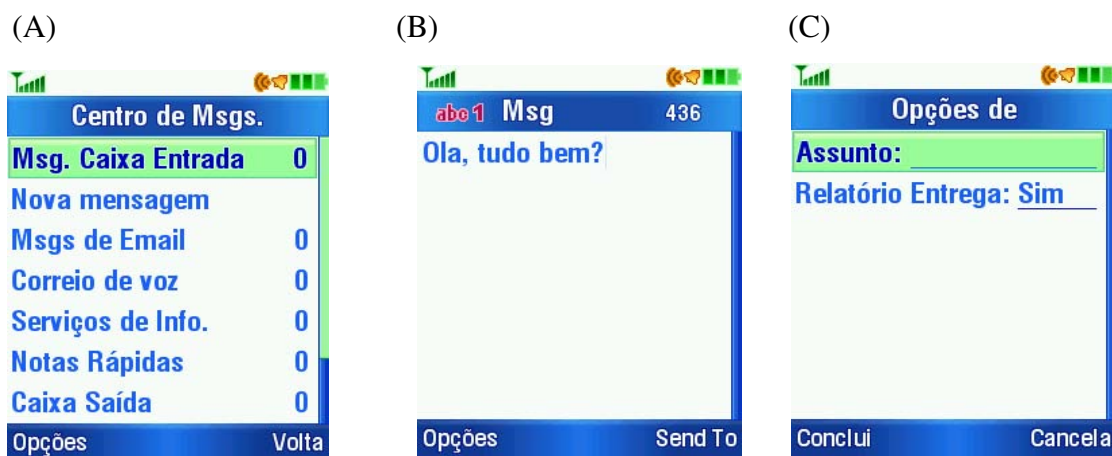 (A)
Centro de Msgs.
Msg. Caixa Entrada 0
Nova mensagem
Msgs de Email 0
Correio de voz 0
Serviços de Info. 0
Notas Rápidas 0
Caixa Saída 0
Opções Volta
(B)
abc 1 Msg 436
Ola, tudo bem?
Opções Send To
(C)
Opções de
Assunto:
Relatório Entrega: Sim
Conclui Cancela